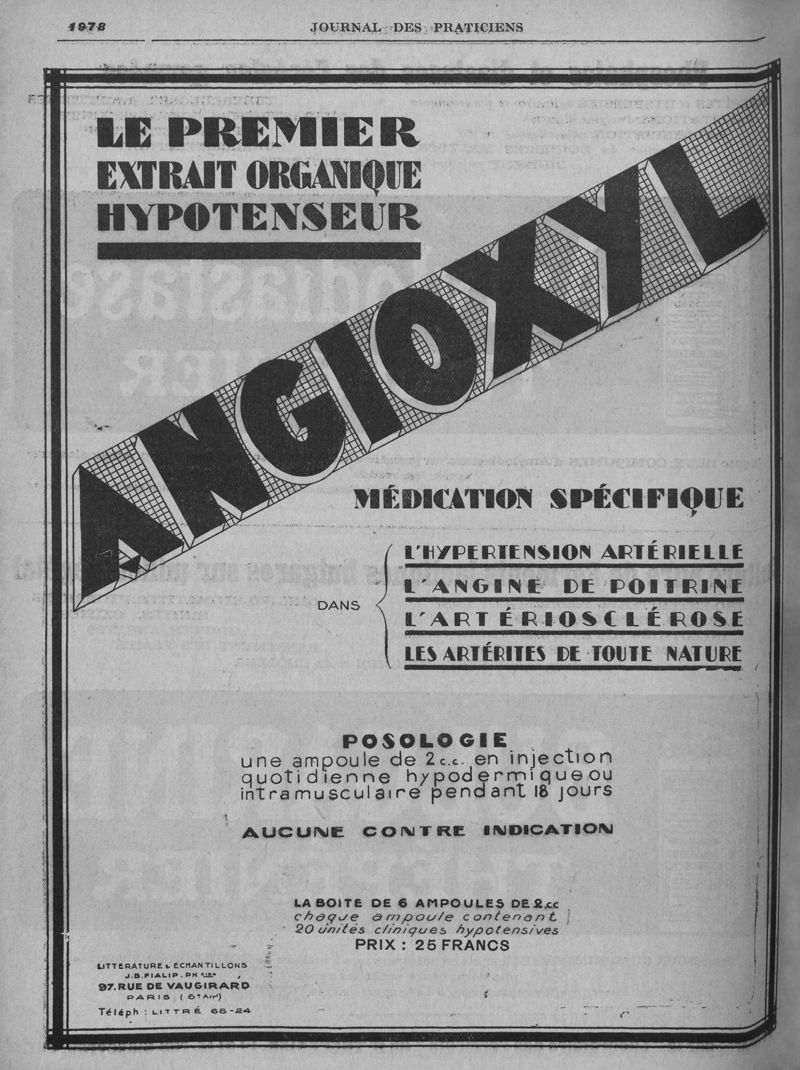 1978
JOURNAL DES PRATICIENS
LE PREMIER
EXTRAIT ORGANIQUE
HYPOTENSEUR
ANGIOXYL
MÉDICATION SPÉCIFIQUE
DANS
L'HYPERTENSION ARTÉRIELLE
L'ANGINE DE POITRINE
L'ARTÉRIOSCLÉROSE
LES ARTÉRITES DE TOUTE NATURE
POSOLOGIE
une ampoule de 2 c.c. en injection
quotidienne hypodermique ou
intramusculaire pendant 18 jours
AUCUNE CONTRE INDICATION
LA BOITE DE 6 AMPOULES DE 2.cc
chaque ampoule contenant
20 unités cliniques hypotensives
PRIX : 25 FRANCS
LITTERATURE & ECHANTILLONS
J.B. FIALIP. PH
97. RUE DE VAUGIRARD
PARIS (6e Arrt)
Téléph : LITTRÉ 68-24